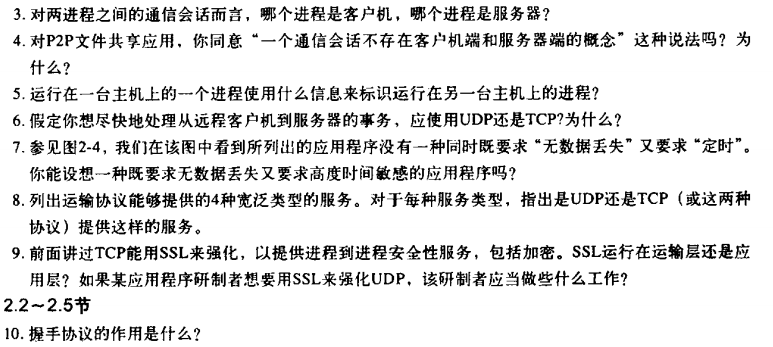 3. 对两进程之间的通信会话而言，哪个进程是客户机，哪个进程是服务器？
4. 对P2P文件共享应用，你同意“一个通信会话不存在客户机端和服务器端的概念”这种说法吗？为
什么？
5. 运行在一台主机上的一个进程使用什么信息来标识运行在另一台主机上的进程？
6. 假定你想尽快地处理从远程客户机到服务器的事务，应使用UDP还是TCP?为什么？
7. 参见图2-4，我们在该图中看到所列出的应用程序没有一种同时既要求“无数据丢失”又要求“定时”。
你能设想一种既要求无数据丢失又要求高度时间敏感的应用程序吗？
8. 列出运输协议能够提供的4种宽泛类型的服务。对于每种服务类型，指出是UDP还是TCP（或这两种
协议）提供这样的服务。
9. 前面讲过TCP能用SSL来强化，以提供进程到进程安全性服务，包括加密。SSL运行在运输层还是应
用层？如果某应用程序研制者想要用SSL来强化UDP，该研制者应当做些什么工作？
2.2～2.5节
10. 握手协议的作用是什么？